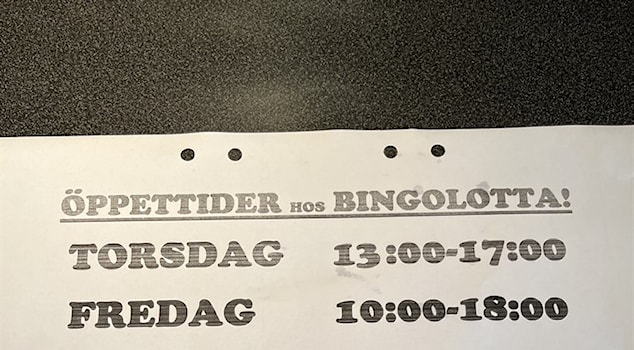 ÖPPETTIDER HOS BINGOLOTTA!
TORSDAG 13:00-17:00
FREDAG 10:00-18:00